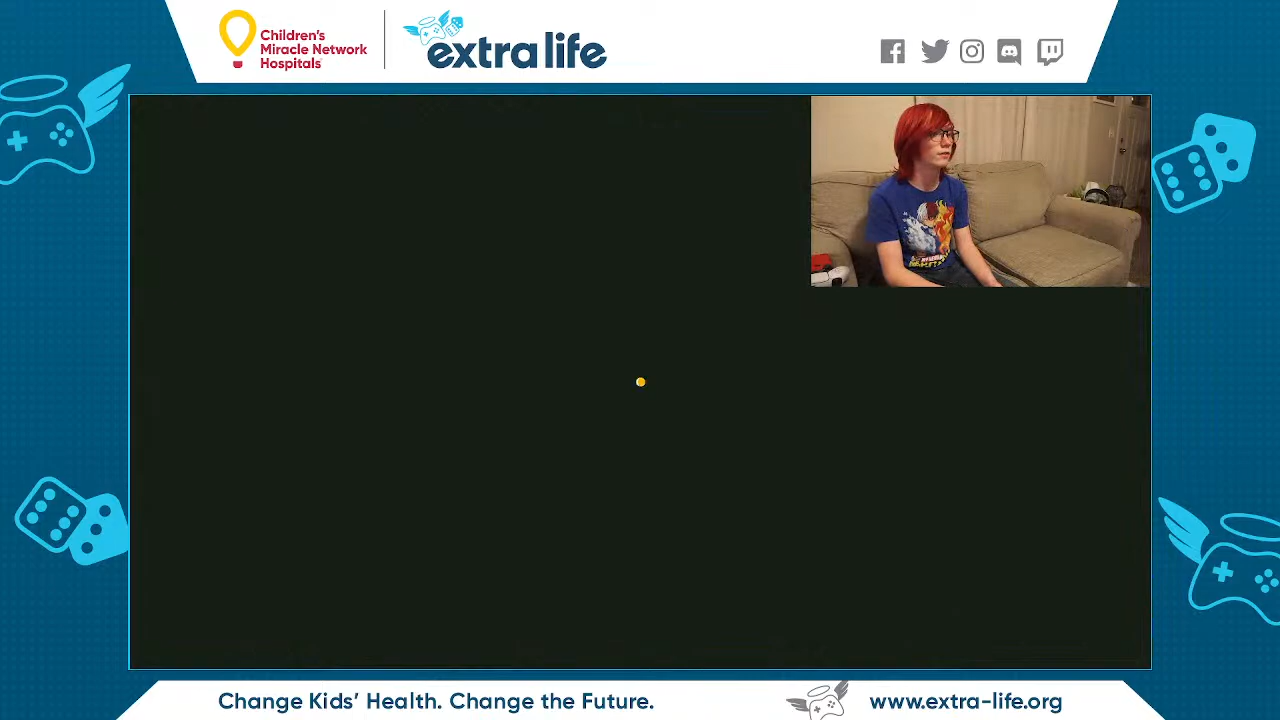 Children's
Miracle Network
Hospitals
extra life
Change Kids' Health. Change the Future.
www.extra-life.org